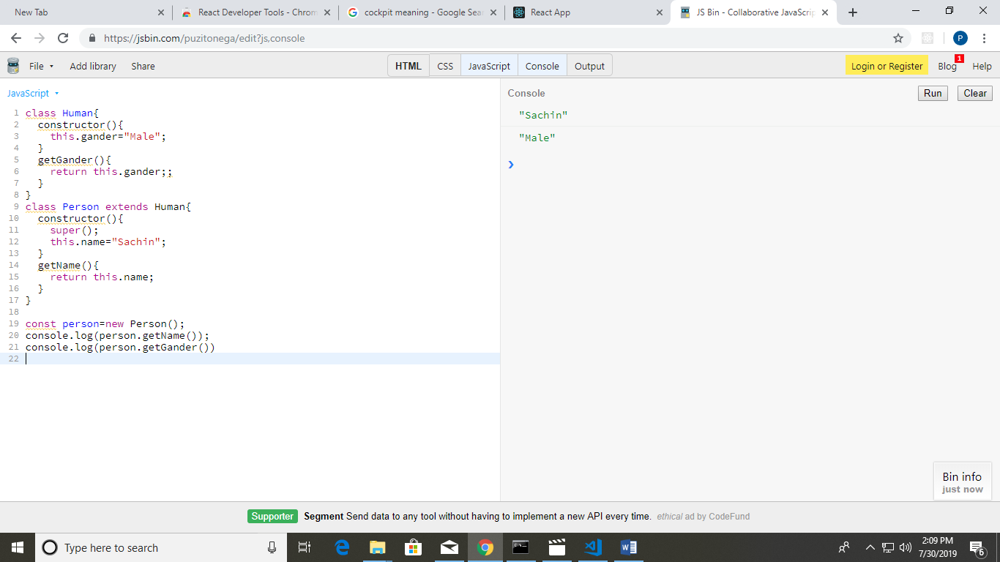 New Tab
React Developer Tools - Chrom
cockpit meaning - Google Sea
React App
JS Bin - Collaborative JavaScrip
https://jsbin.com/puzitonega/edit?js,console
P
File
Add library
Share
HTML
CSS
JavaScript
Console
Output
Login or Register
Blog
1
Help
JavaScript
1 class Human{
2 constructor(){
3 this.gander="Male";
4 }
5 getGander(){
6 return this.gander;;
7 }
8 }
9 class Person extends Human{
10 constructor(){
11 super();
12 this.name="Sachin";
13 }
14 getName(){
15 return this.name;
16 }
17 }
18
19 const person=new Person();
20 console.log(person.getName());
21 console.log(person.getGander())
22
Console
Run
Clear
"Sachin"
"Male"
Bin info
just now
Supporter Segment Send data to any tool without having to implement a new API every time. ethical ad by CodeFund
Type here to search
2:09 PM
7/30/2019
6